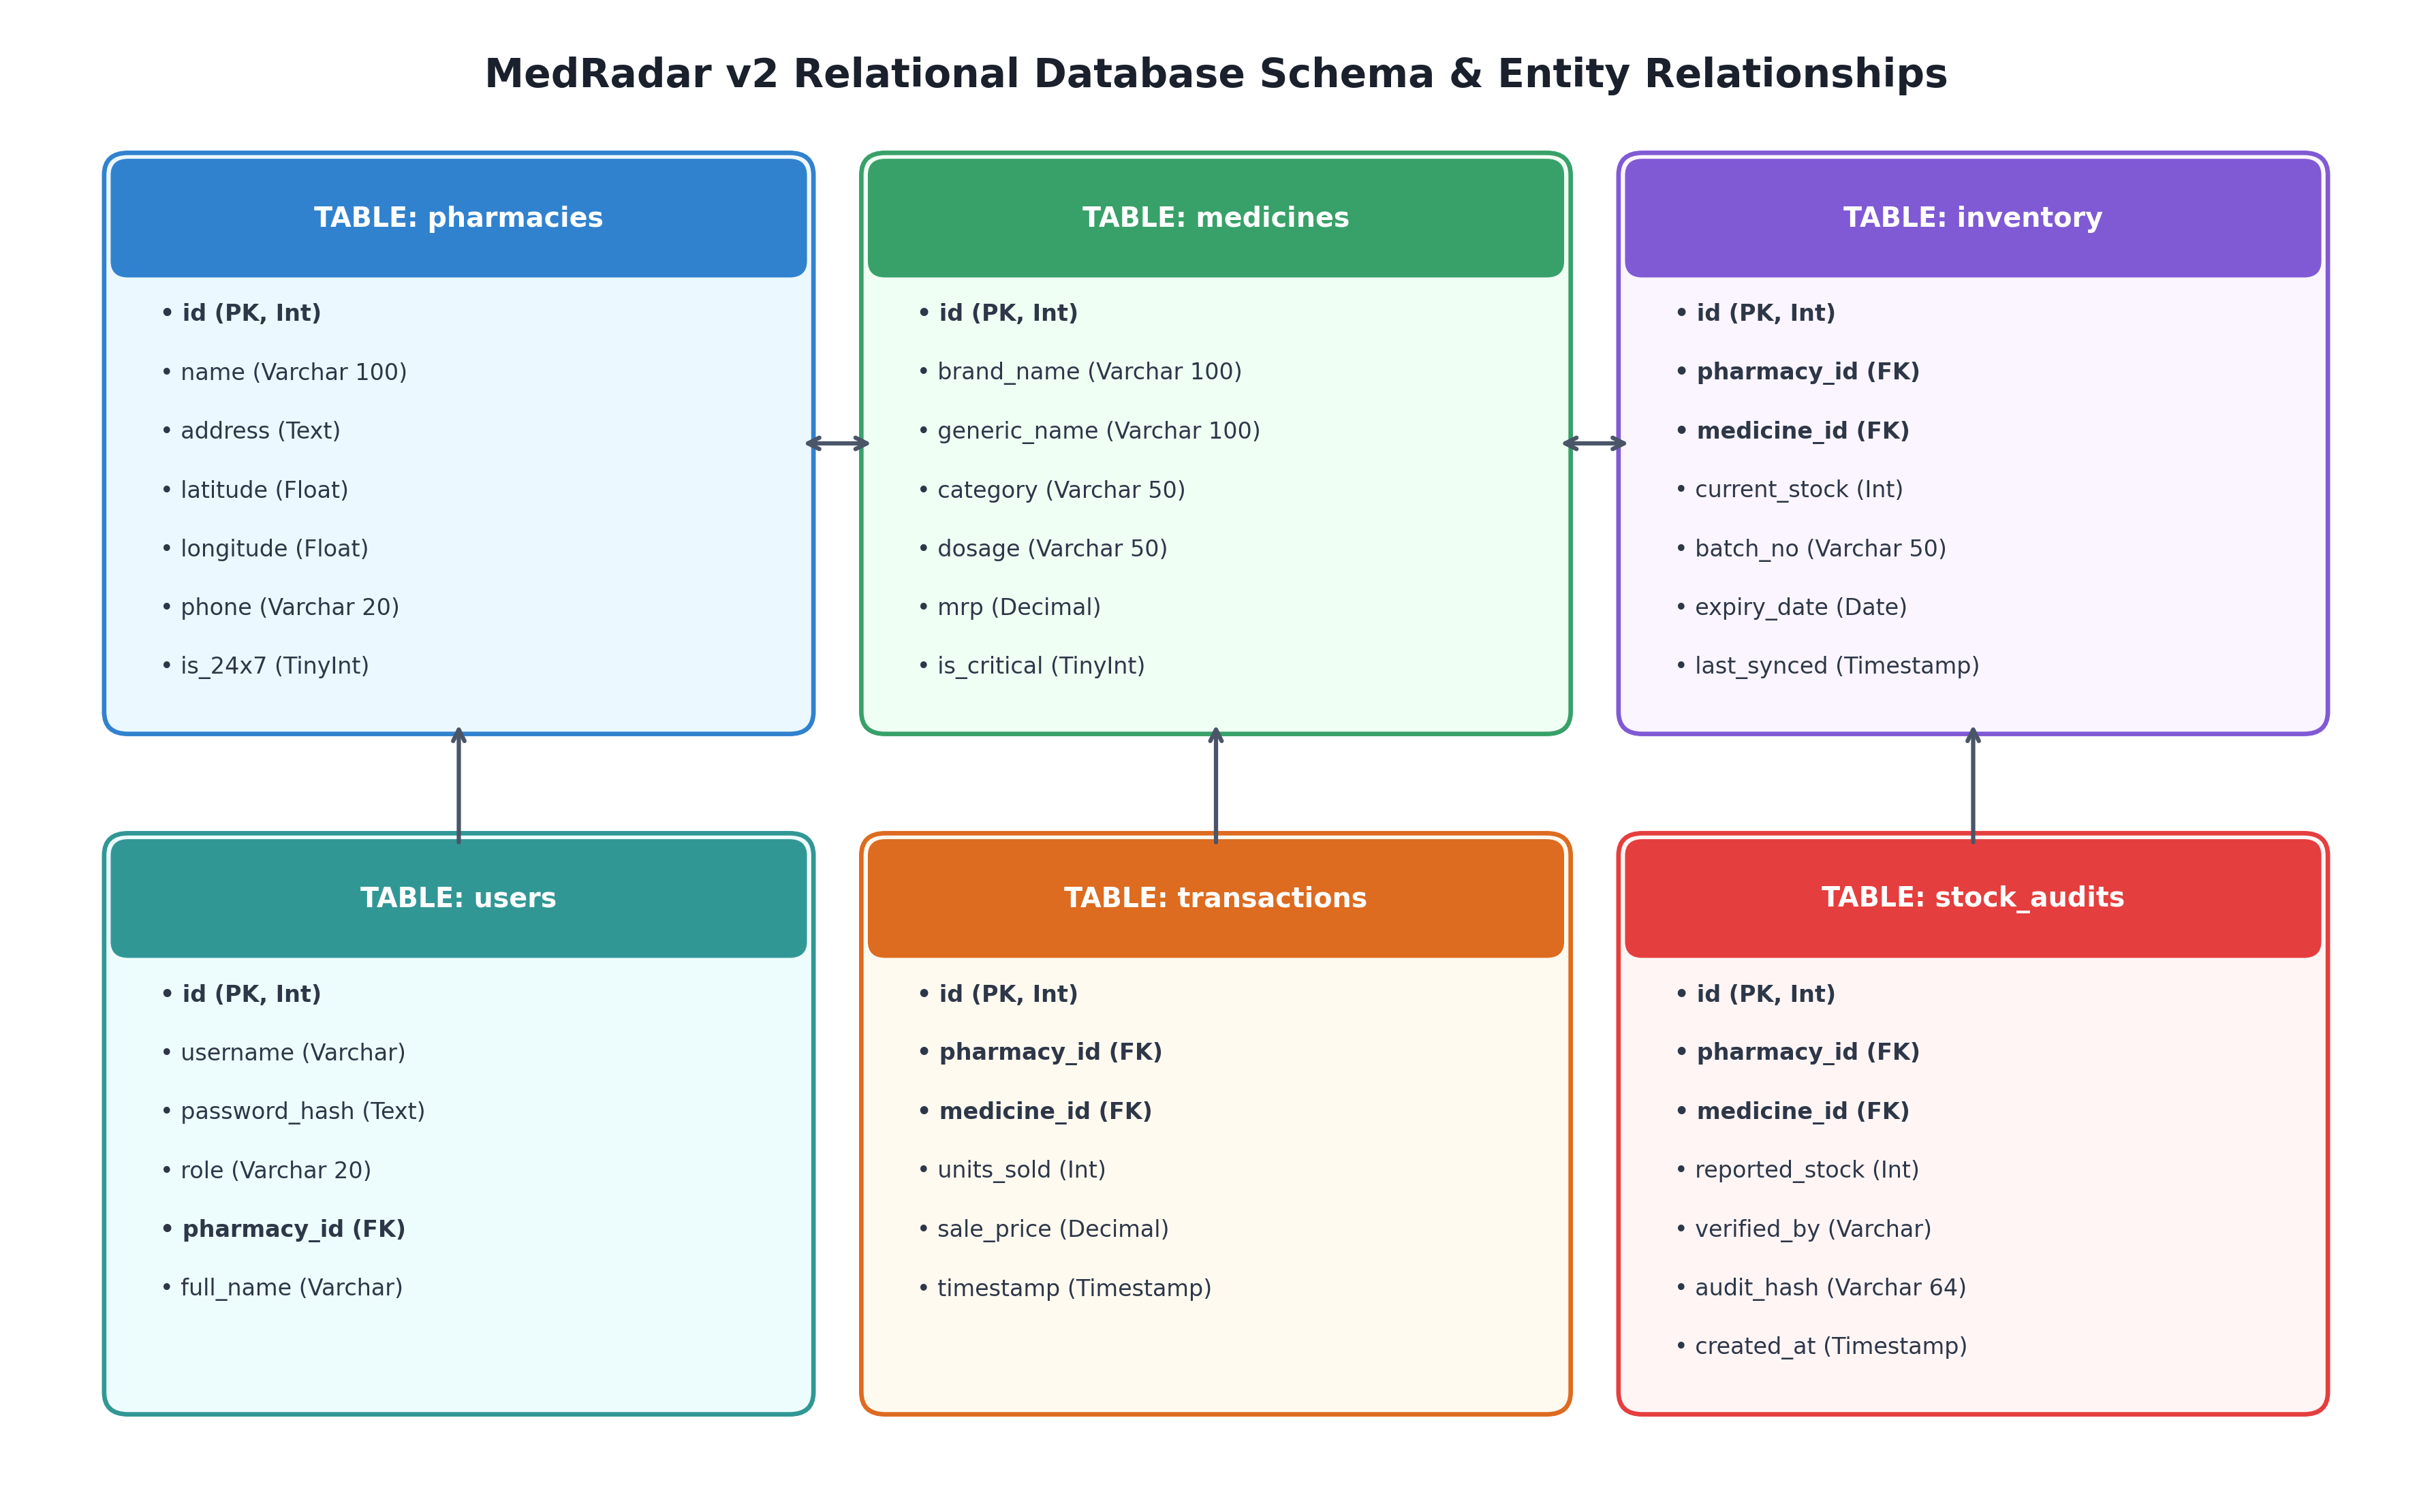 MedRadar v2 Relational Database Schema & Entity Relationships
TABLE: pharmacies
• id (PK, Int)
• name (Varchar 100)
• address (Text)
• latitude (Float)
• longitude (Float)
• phone (Varchar 20)
• is_24x7 (TinyInt)
TABLE: medicines
• id (PK, Int)
• brand_name (Varchar 100)
• generic_name (Varchar 100)
• category (Varchar 50)
• dosage (Varchar 50)
• mrp (Decimal)
• is_critical (TinyInt)
TABLE: inventory
• id (PK, Int)
• pharmacy_id (FK)
• medicine_id (FK)
• current_stock (Int)
• batch_no (Varchar 50)
• expiry_date (Date)
• last_synced (Timestamp)
TABLE: users
• id (PK, Int)
• username (Varchar)
• password_hash (Text)
• role (Varchar 20)
• pharmacy_id (FK)
• full_name (Varchar)
TABLE: transactions
• id (PK, Int)
• pharmacy_id (FK)
• medicine_id (FK)
• units_sold (Int)
• sale_price (Decimal)
• timestamp (Timestamp)
TABLE: stock_audits
• id (PK, Int)
• pharmacy_id (FK)
• medicine_id (FK)
• reported_stock (Int)
• verified_by (Varchar)
• audit_hash (Varchar 64)
• created_at (Timestamp)